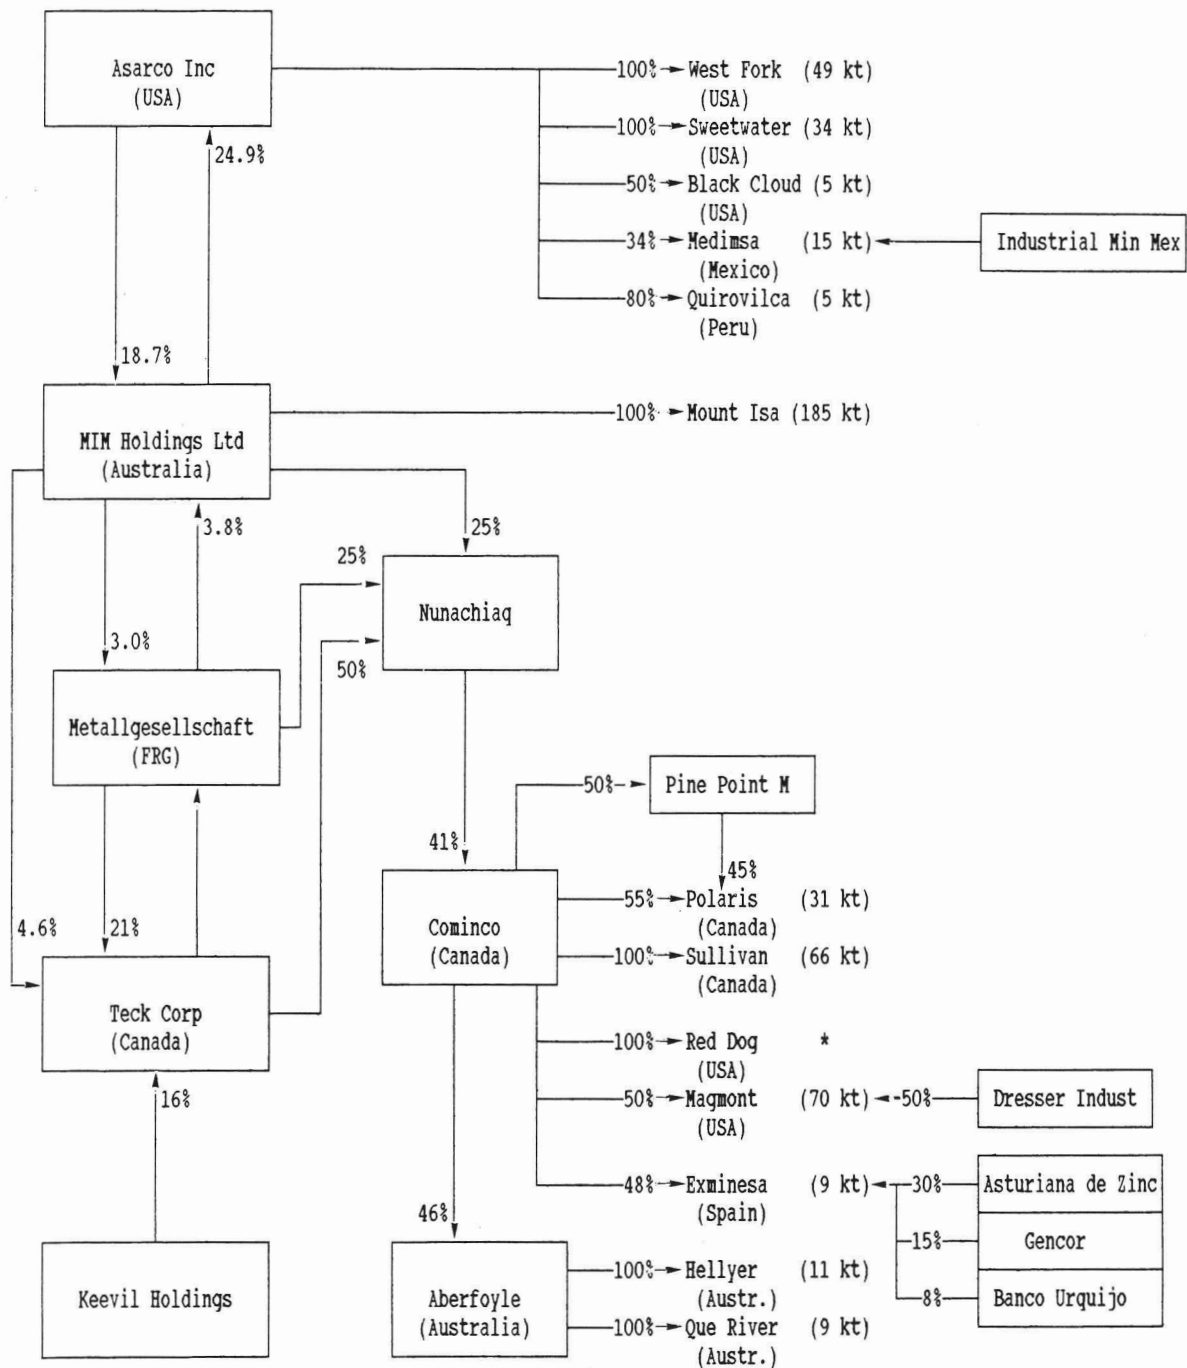 Asarco Inc
(USA)
100% West Fork (49 kt)
(USA)
100% Sweetwater (34 kt)
(USA)
24.9%
50% Black Cloud (5 kt)
(USA)
34% Medimsa (15 kt)
(Mexico)
Industrial Min Mex
80% Quirovilca (5 kt)
(Peru)
18.7%
MIM Holdings Ltd
(Australia)
100% Mount Isa (185 kt)
3.8%
25%
25%
Nunachiaq
3.0%
50%
Metallgesellschaft
(FRG)
50% Pine Point M
41%
45%
55% Polaris (31 kt)
(Canada)
Cominco
(Canada)
4.6%
21%
100% Sullivan (66 kt)
(Canada)
Teck Corp
(Canada)
100% Red Dog *
(USA)
16%
50% Magmont (70 kt) 50% Dresser Indust
(USA)
48% Exminesa (9 kt) 30% Asturiana de Zinc
(Spain)
46%
15% Gencor
100% Hellyer (11 kt)
(Austr.)
8% Banco Urquijo
Keevil Holdings
Aberfoyle
(Australia)
100% Que River (9 kt)
(Austr.)